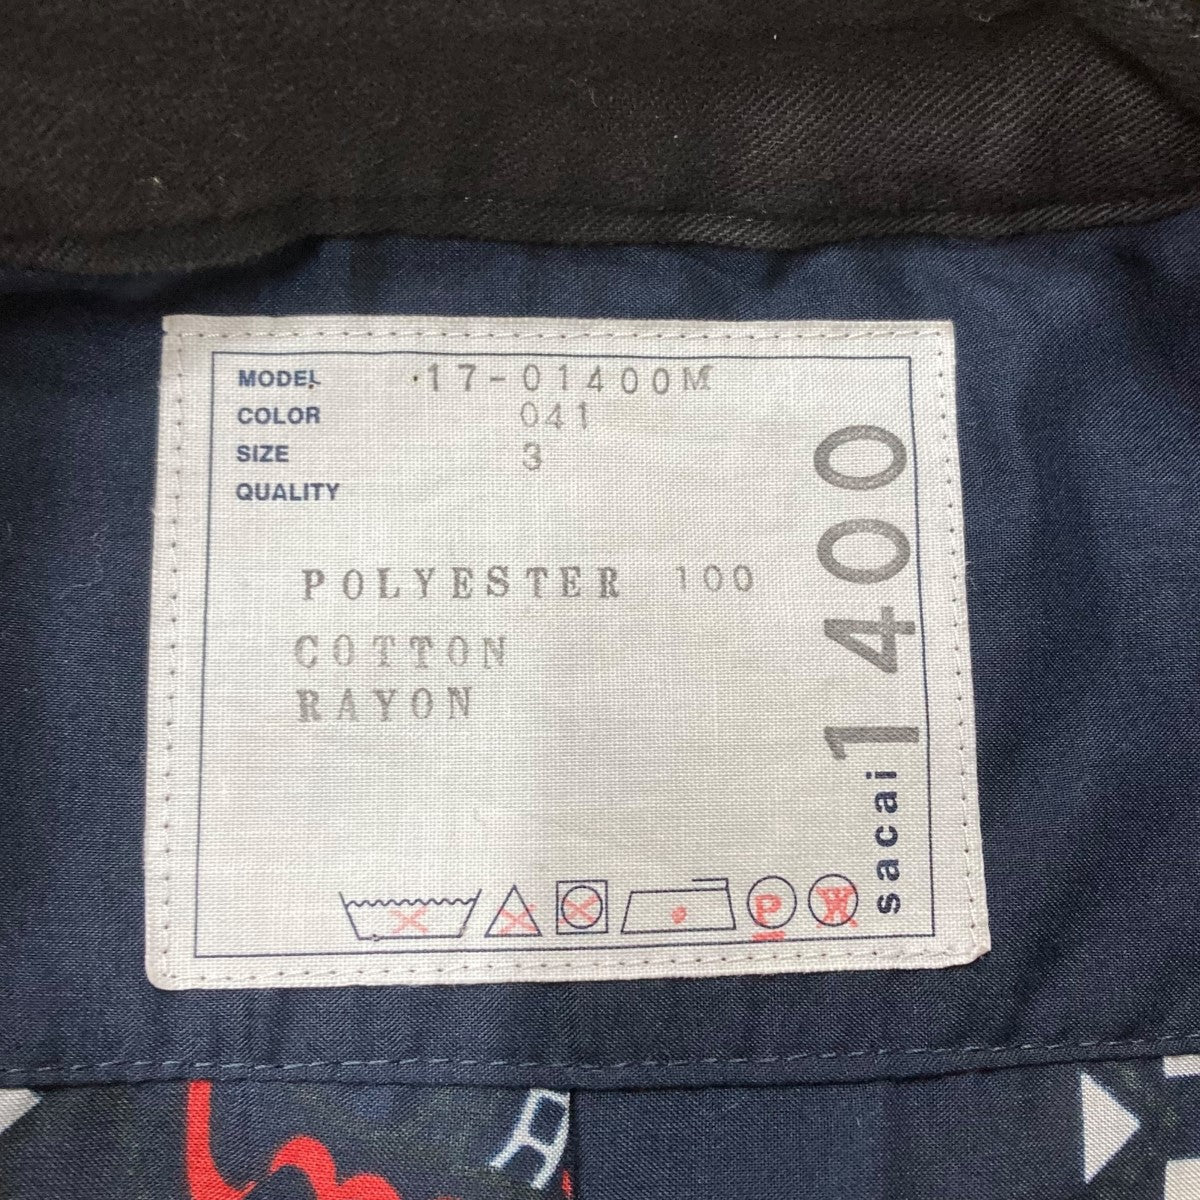 MODEL ·17-01400M
COLOR 041
SIZE 3
QUALITY
POLYESTER 100
COTTON
RAYON
sacai 1400
P
W